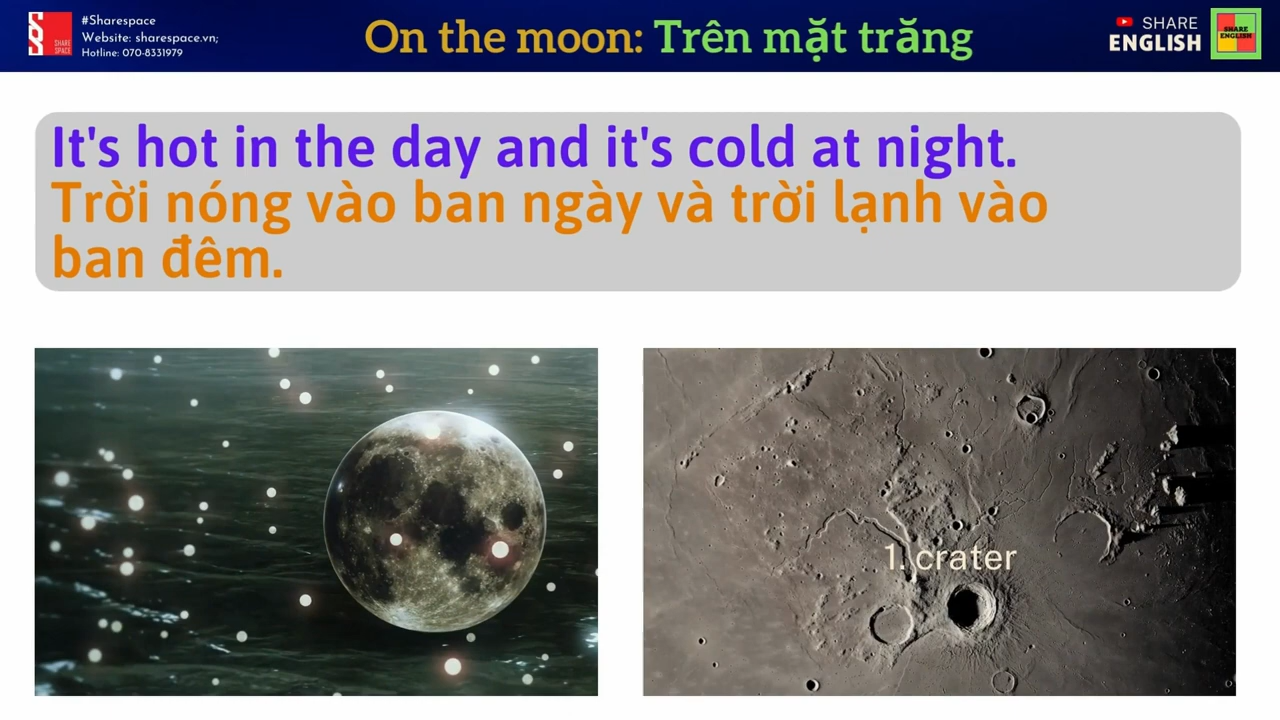 #Sharespace
Website: sharespace.vn;
Hotline: 070-8331979
SHARE
SPACE
On the moon: Trên mặt trăng
SHARE
ENGLISH
SHARE
ENGLISH
It's hot in the day and it's cold at night.
Trời nóng vào ban ngày và trời lạnh vào
ban đêm.
1. crater